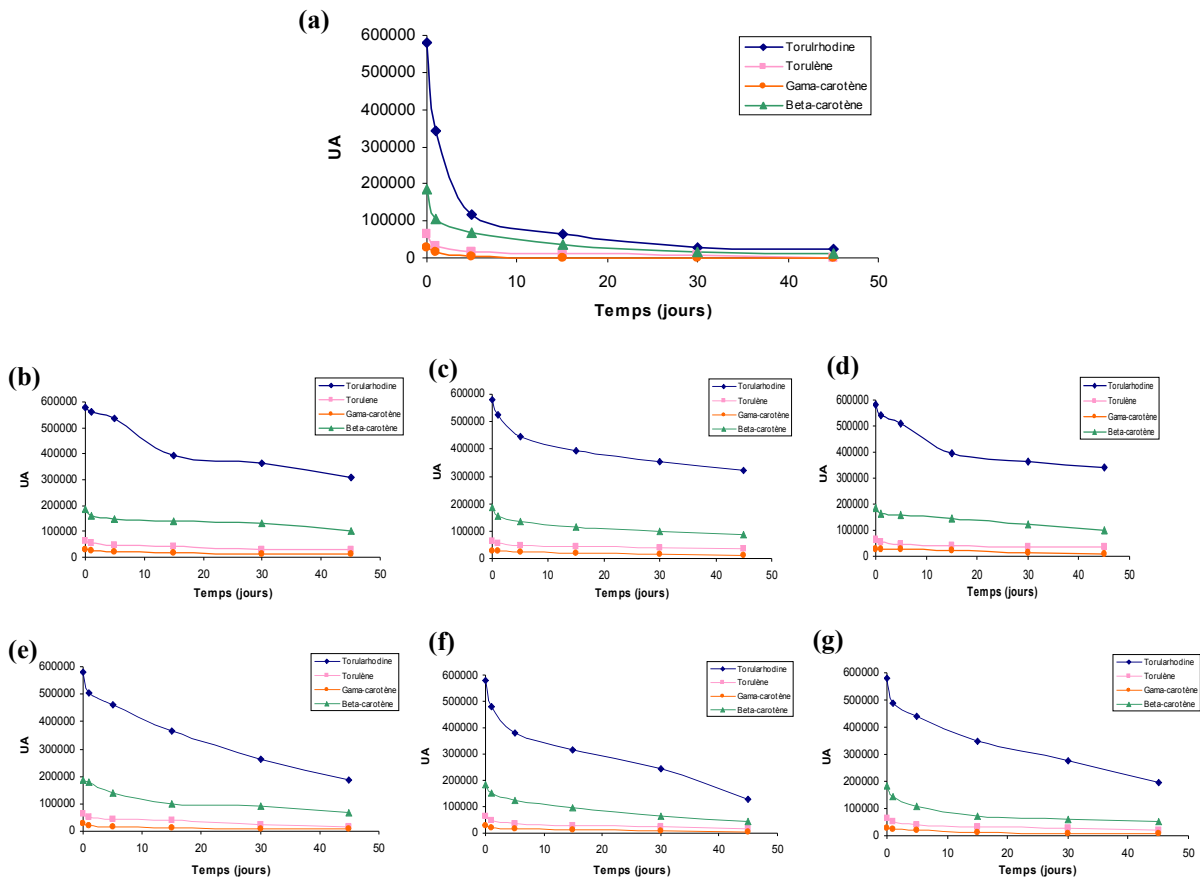 (a)
600000
500000
400000
300000
200000
100000
0
UA
0 10 20 30 40 50
Temps (jours)
Torulrhodine
Torulène
Gama-carotène
Beta-carotène
(b)
600000
500000
400000
300000
200000
100000
0
UA
0 10 20 30 40 50
Temps (jours)
Torularhodine
Torulene
Gama-carotène
Beta-carotène
(c)
600000
500000
400000
300000
200000
100000
0
UA
0 10 20 30 40 50
Temps (jours)
Torularhodine
Torulène
Gama-carotène
Beta-carotène
(d)
600000
500000
400000
300000
200000
100000
0
UA
0 10 20 30 40 50
Temps (jours)
Torularhodine
Torulène
Gama-carotène
Beta-carotène
(e)
600000
500000
400000
300000
200000
100000
0
UA
0 10 20 30 40 50
Temps (jours)
Torularhodine
Torulène
Gama-carotène
Beta-carotène
(f)
600000
500000
400000
300000
200000
100000
0
UA
0 10 20 30 40 50
Temps (jours)
Torularhodine
Torulène
Gama-carotène
Beta-carotène
(g)
600000
500000
400000
300000
200000
100000
0
UA
0 10 20 30 40 50
Temps (jours)
Torularhodine
Torulène
Gama-carotène
Beta-carotène